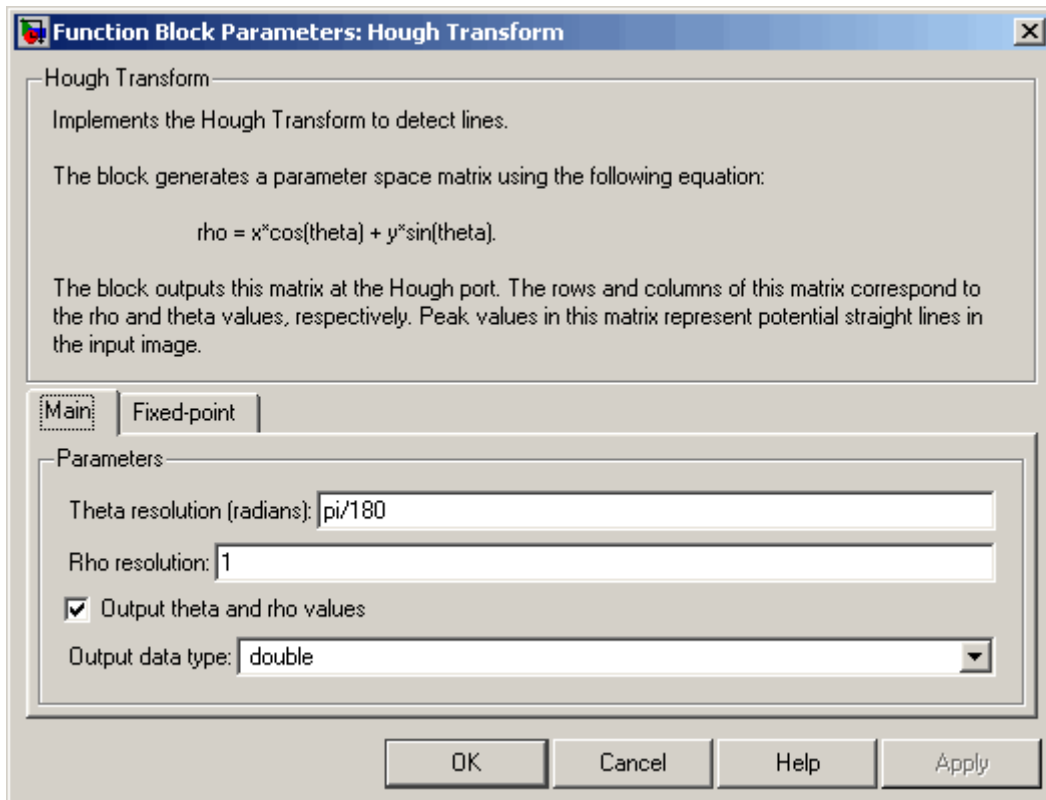 Function Block Parameters: Hough Transform
Hough Transform
Implements the Hough Transform to detect lines.
The block generates a parameter space matrix using the following equation:
rho = x*cos(theta) + y*sin(theta).
The block outputs this matrix at the Hough port. The rows and columns of this matrix correspond to
the rho and theta values, respectively. Peak values in this matrix represent potential straight lines in
the input image.
Main Fixed-point
Parameters
Theta resolution (radians): pi/180
Rho resolution: 1
Output theta and rho values
Output data type: double
OK Cancel Help Apply